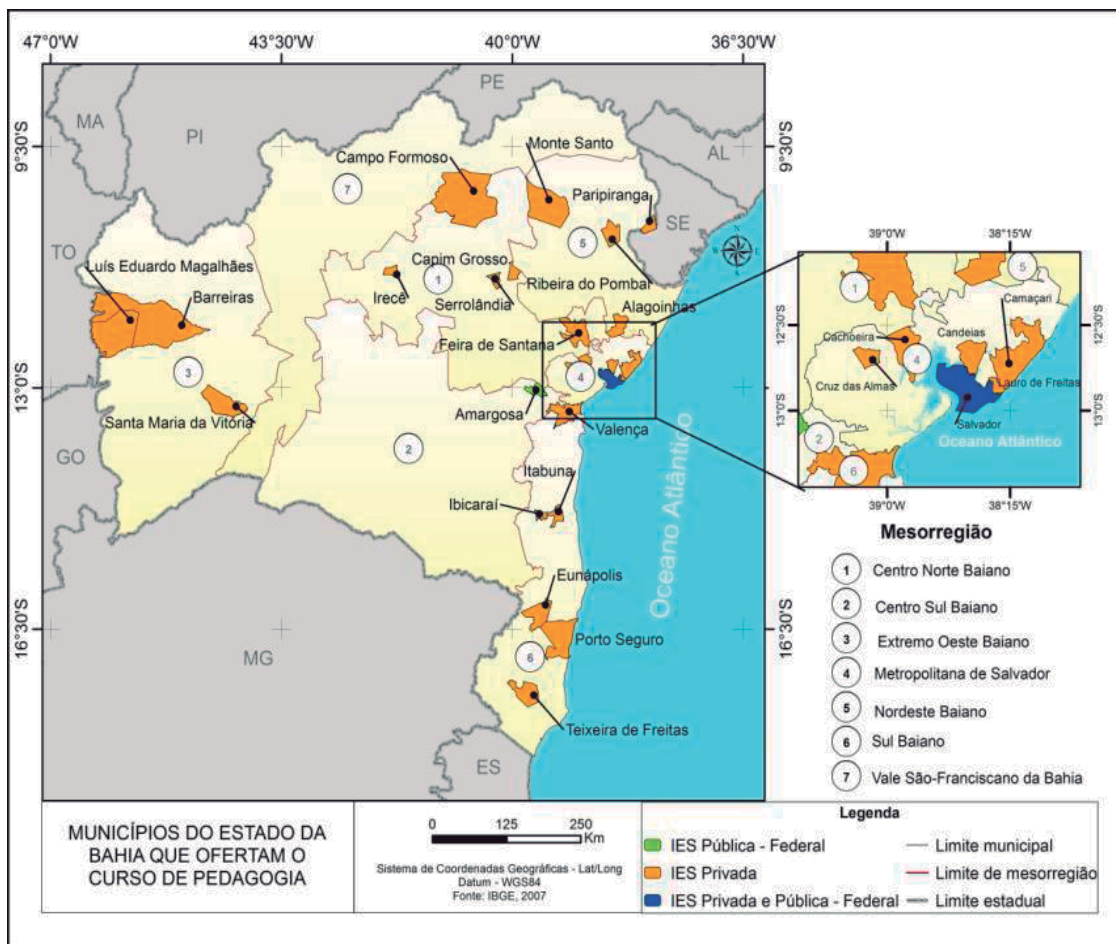 47°0'W 43°30'W 40°0'W 36°30'W
PE
MA
PI
9°30'S
9°30'S
Monte Santo
Campo Formoso
AL
7
Paripiranga
SE
N
5
TO
39°0'W 38°15'W
Luís Eduardo Magalhães
Capim Grosso
1
Ribeira do Pombal
Irecê
Serrolândia
Barreiras
Alagoinhas
1
5
Camaçari
12°30'S
12°30'S
Feira de Santana
Cachoeira
Candeias
3
4
4
13°0'S
13°0'S
Cruz das Almas
Lauro de Freitas
Amargosa
13°0'S
13°0'S
Santa Maria da Vitória
Valença
2
Salvador
Oceano Atlântico
GO
2
6
Itabuna
39°0'W 38°15'W
Ibicaraí
Oceano Atlântico
Mesorregião
1 Centro Norte Baiano
Eunápolis
2 Centro Sul Baiano
16°30'S
16°30'S
Porto Seguro
3 Extremo Oeste Baiano
MG
6
4 Metropolitana de Salvador
5 Nordeste Baiano
Teixeira de Freitas
6 Sul Baiano
ES
7 Vale São-Franciscano da Bahia
MUNICÍPIOS DO ESTADO DA
BAHIA QUE OFERTAM O
CURSO DE PEDAGOGIA
0 125 250
Km
Sistema de Coordenadas Geográficas - Lat/Long
Datum - WGS84
Fonte: IBGE, 2007
Legenda
IES Pública - Federal
Limite municipal
IES Privada
Limite de mesorregião
IES Privada e Pública - Federal
Limite estadual